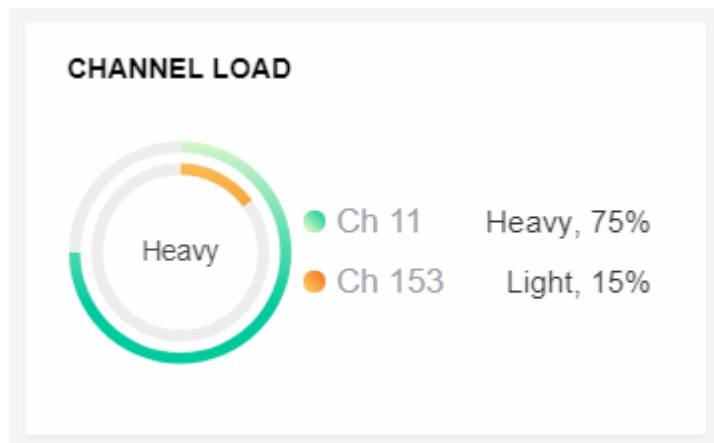 CHANNEL LOAD
Heavy
Ch 11 Heavy, 75%
Ch 153 Light, 15%